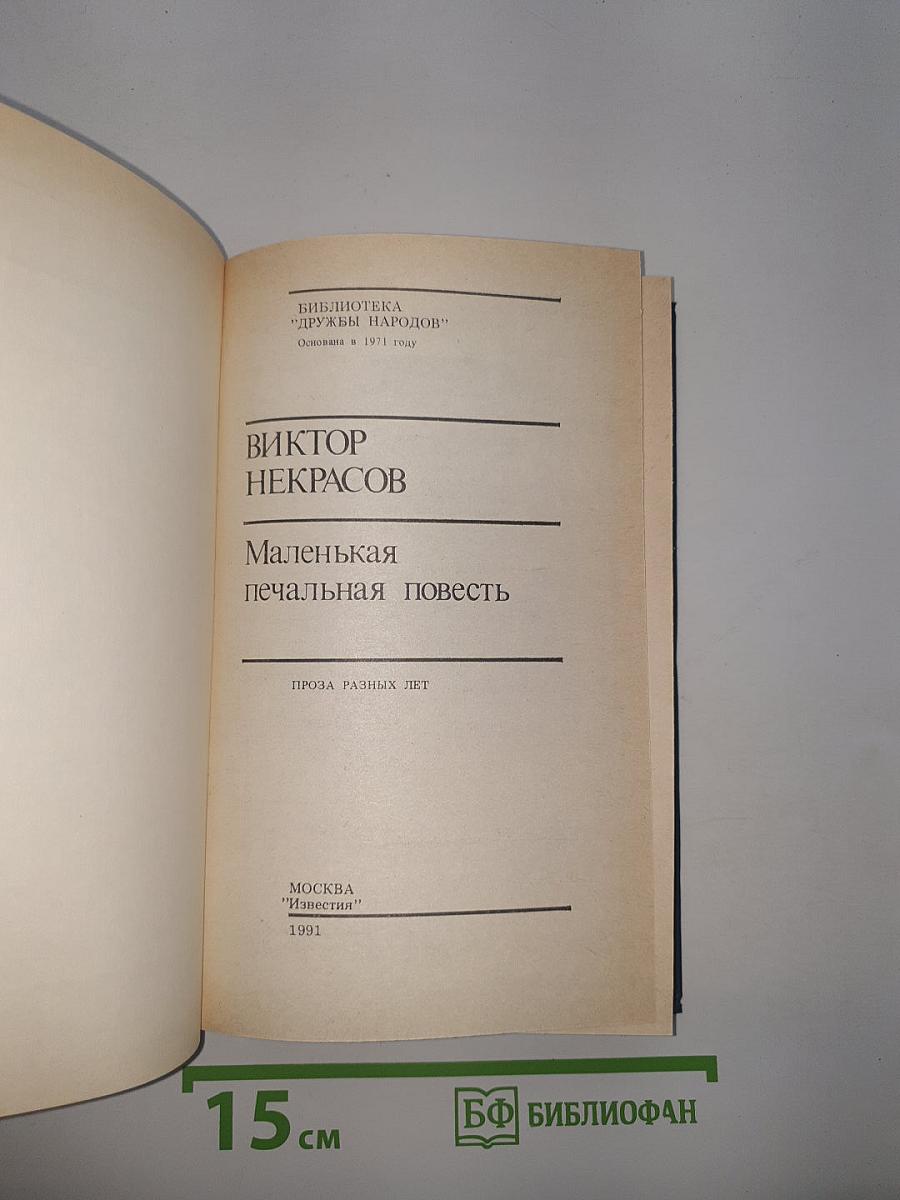 БИБЛИОТЕКА
"ДРУЖБЫ НАРОДОВ"
Основана в 1971 году
ВИКТОР
НЕКРАСОВ
Маленькая
печальная повесть
ПРОЗА РАЗНЫХ ЛЕТ
МОСКВА
"Известия"
1991
15 см
БФ БИБЛИОФАН